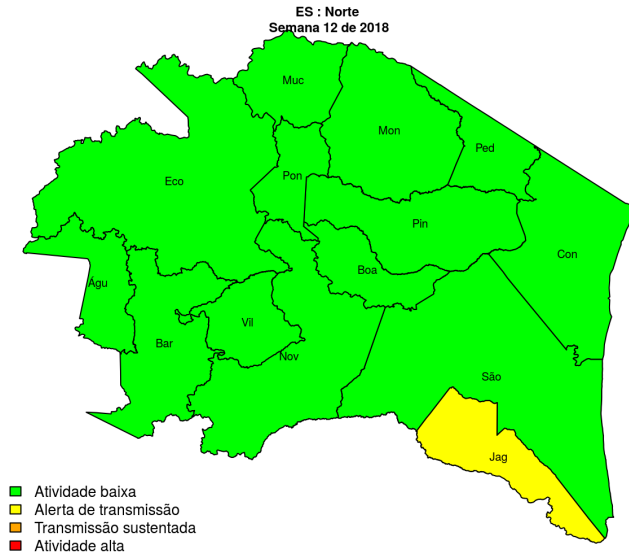 ES : Norte
Semana 12 de 2018
Muc
Mon
Ped
Eco
Pon
Pin
Con
Boa
Águ
Vil
Bar
Nov
São
Jag
Atividade baixa
Alerta de transmissão
Transmissão sustentada
Atividade alta